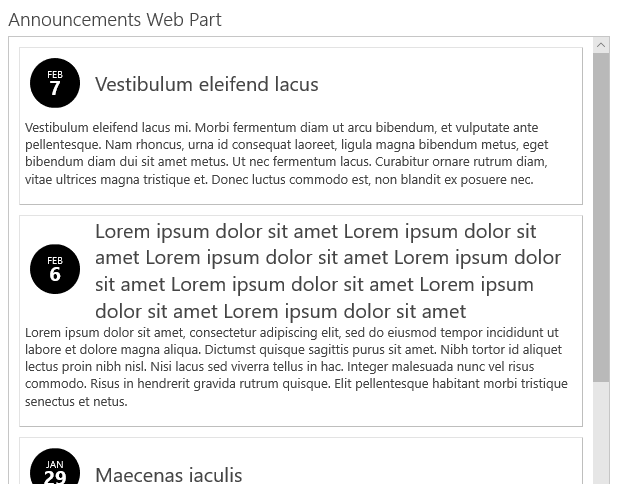 Announcements Web Part
FEB
7
Vestibulum eleifend lacus
Vestibulum eleifend lacus mi. Morbi fermentum diam ut arcu bibendum, et vulputate ante
pellentesque. Nam rhoncus, urna id consequat laoreet, ligula magna bibendum metus, eget
bibendum diam dui sit amet metus. Ut nec fermentum lacus. Curabitur ornare rutrum diam,
vitae ultrices magna tristique et. Donec luctus commodo est, non blandit ex posuere nec.
FEB
6
Lorem ipsum dolor sit amet Lorem ipsum dolor sit
amet Lorem ipsum dolor sit amet Lorem ipsum dolor
sit amet Lorem ipsum dolor sit amet Lorem ipsum
dolor sit amet Lorem ipsum dolor sit amet
Lorem ipsum dolor sit amet, consectetur adipiscing elit, sed do eiusmod tempor incididunt ut
labore et dolore magna aliqua. Dictumst quisque sagittis purus sit amet. Nibh tortor id aliquet
lectus proin nibh nisl. Nisi lacus sed viverra tellus in hac. Integer malesuada nunc vel risus
commodo. Risus in hendrerit gravida rutrum quisque. Elit pellentesque habitant morbi tristique
senectus et netus.
JAN
29
Maecenas iaculis